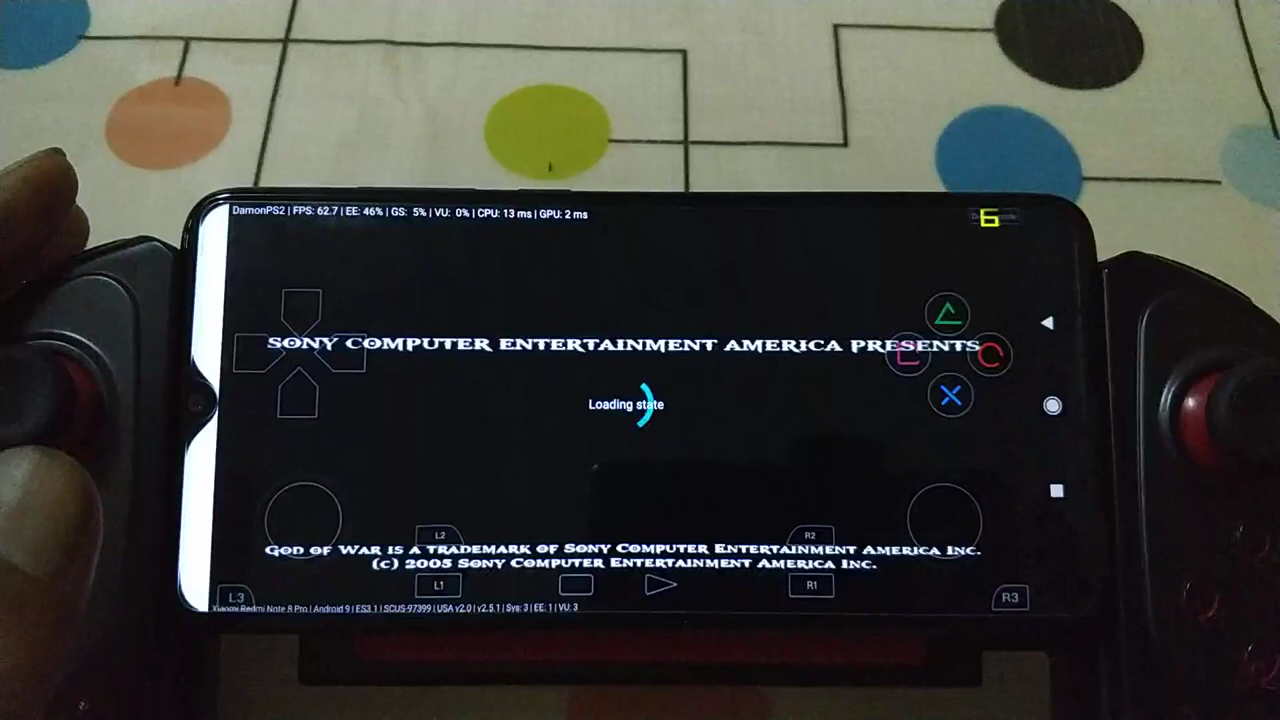 DamonPS2 | FPS: 62.7 | EE: 46% | GS: 5% | VU: 0% | CPU: 13 ms | GPU: 2 ms
6
SONY COMPUTER ENTERTAINMENT AMERICA PRESENTS
Loading state
L2
R2
GOD OF WAR IS A TRADEMARK OF SONY COMPUTER ENTERTAINMENT AMERICA INC.
(C) 2005 SONY COMPUTER ENTERTAINMENT AMERICA INC.
L1
R1
L3
R3
Xiaomi Redmi Note 8 Pro | Android 9 | ES3.1 | SCUS-97399 | USA v2.0 | v2.5.1 | Sys: 3 | EE: 1 | VU: 3